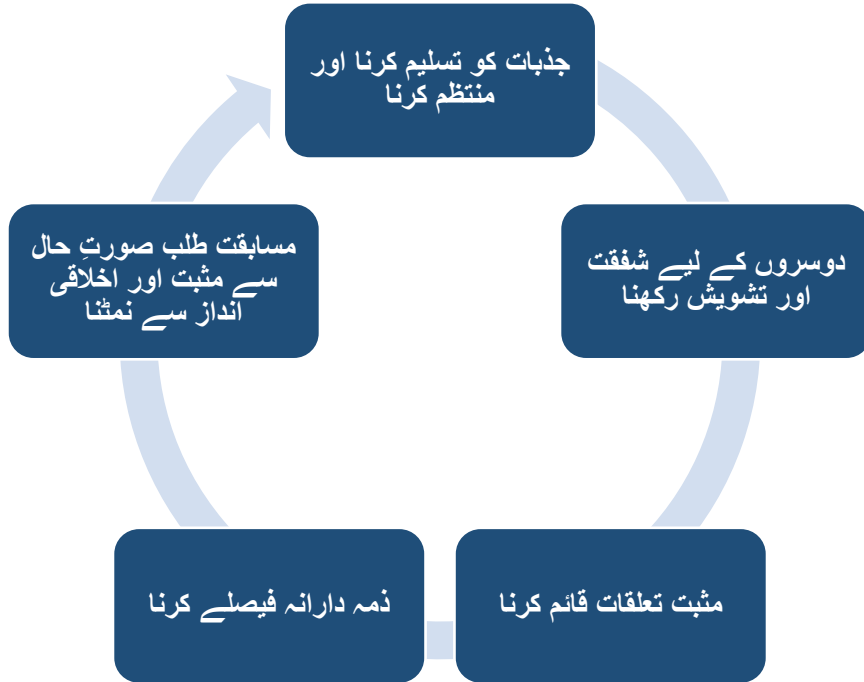 جذبات کو تسلیم کرنا اور
منتظم کرنا
دوسروں کے لیے شفقت
اور تشویش رکھنا
مثبت تعلقات قائم کرنا
ذمہ دارانہ فیصلے کرنا
مسابقت طلب صورتِ حال
سے مثبت اور اخلاقی
انداز سے نمٹنا